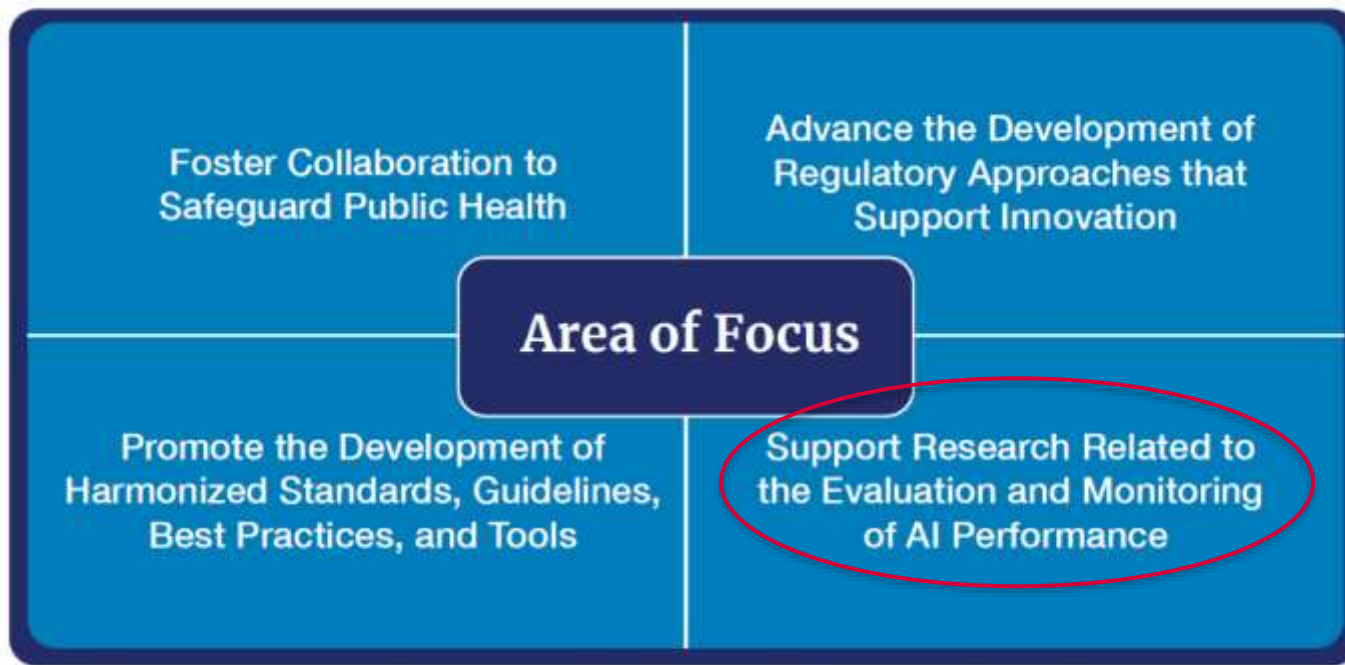 Foster Collaboration to
Safeguard Public Health
Advance the Development of
Regulatory Approaches that
Support Innovation
Area of Focus
Promote the Development of
Harmonized Standards, Guidelines,
Best Practices, and Tools
Support Research Related to
the Evaluation and Monitoring
of AI Performance